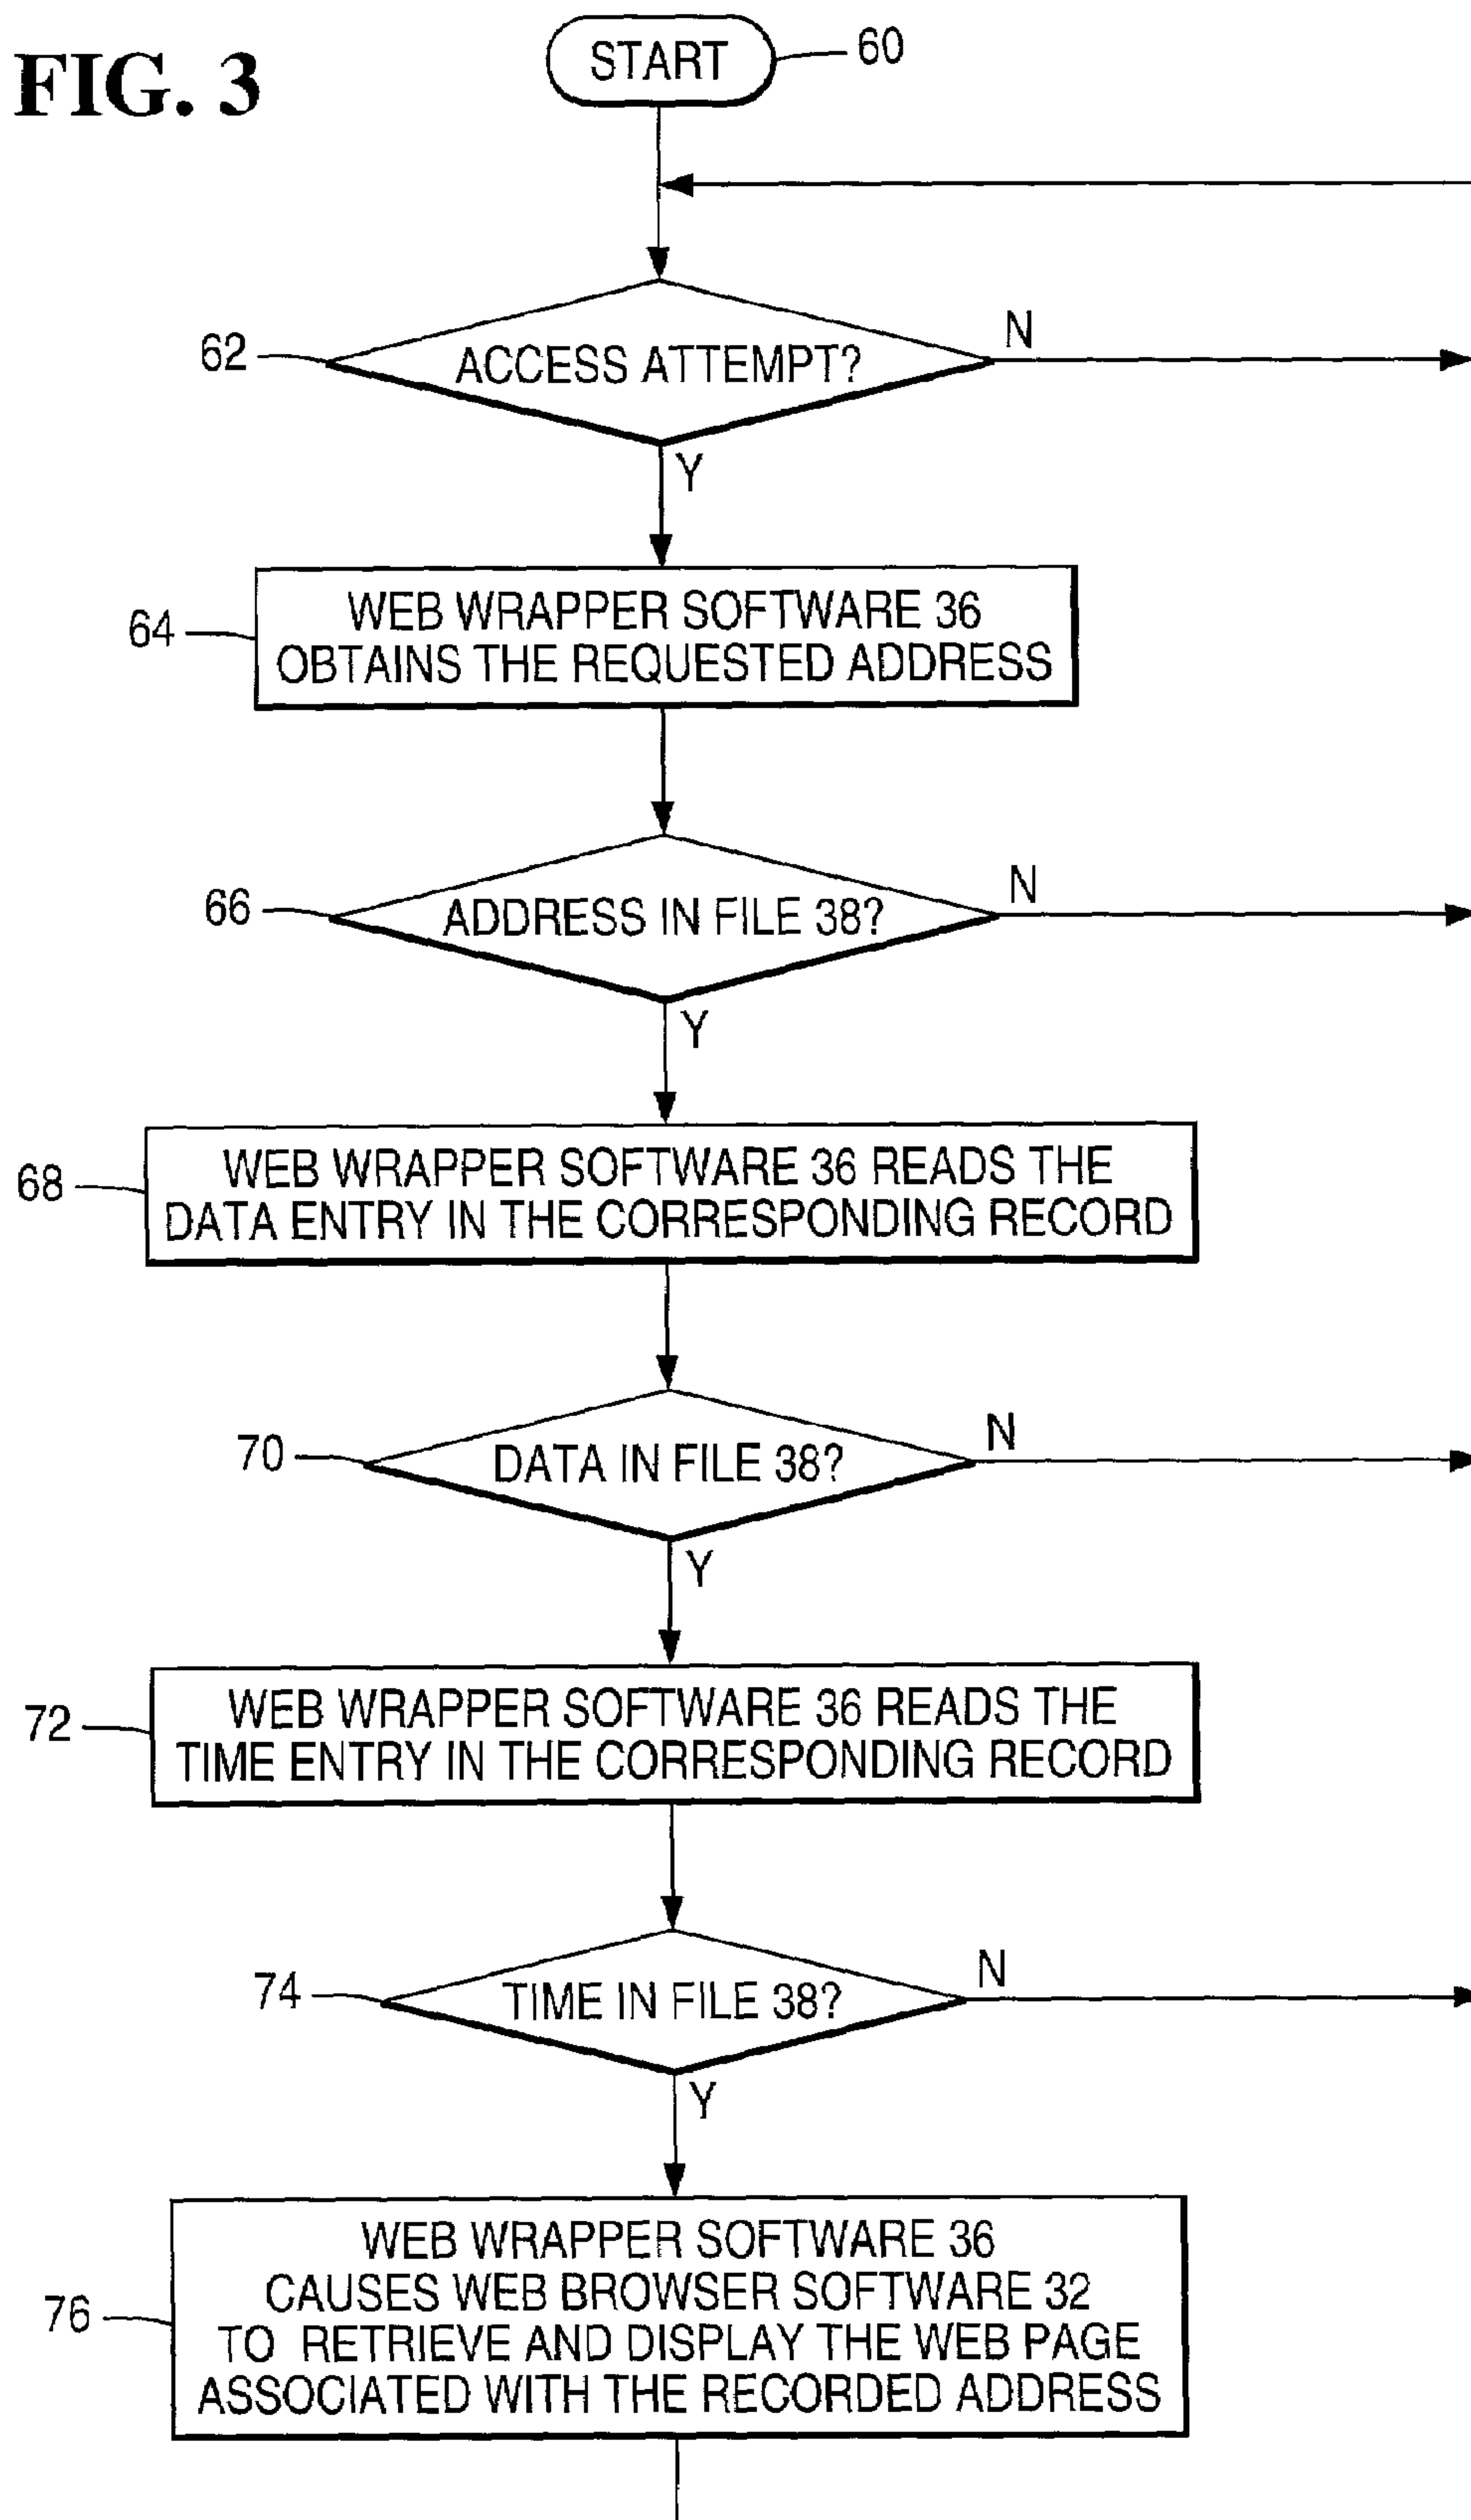 FIG. 3
START
60
62
ACCESS ATTEMPT?
N
Y
64
WEB WRAPPER SOFTWARE 36
OBTAINS THE REQUESTED ADDRESS
66
ADDRESS IN FILE 38?
N
Y
68
WEB WRAPPER SOFTWARE 36 READS THE
DATA ENTRY IN THE CORRESPONDING RECORD
70
DATA IN FILE 38?
N
Y
72
WEB WRAPPER SOFTWARE 36 READS THE
TIME ENTRY IN THE CORRESPONDING RECORD
74
TIME IN FILE 38?
N
Y
76
WEB WRAPPER SOFTWARE 36
CAUSES WEB BROWSER SOFTWARE 32
TO RETRIEVE AND DISPLAY THE WEB PAGE
ASSOCIATED WITH THE RECORDED ADDRESS